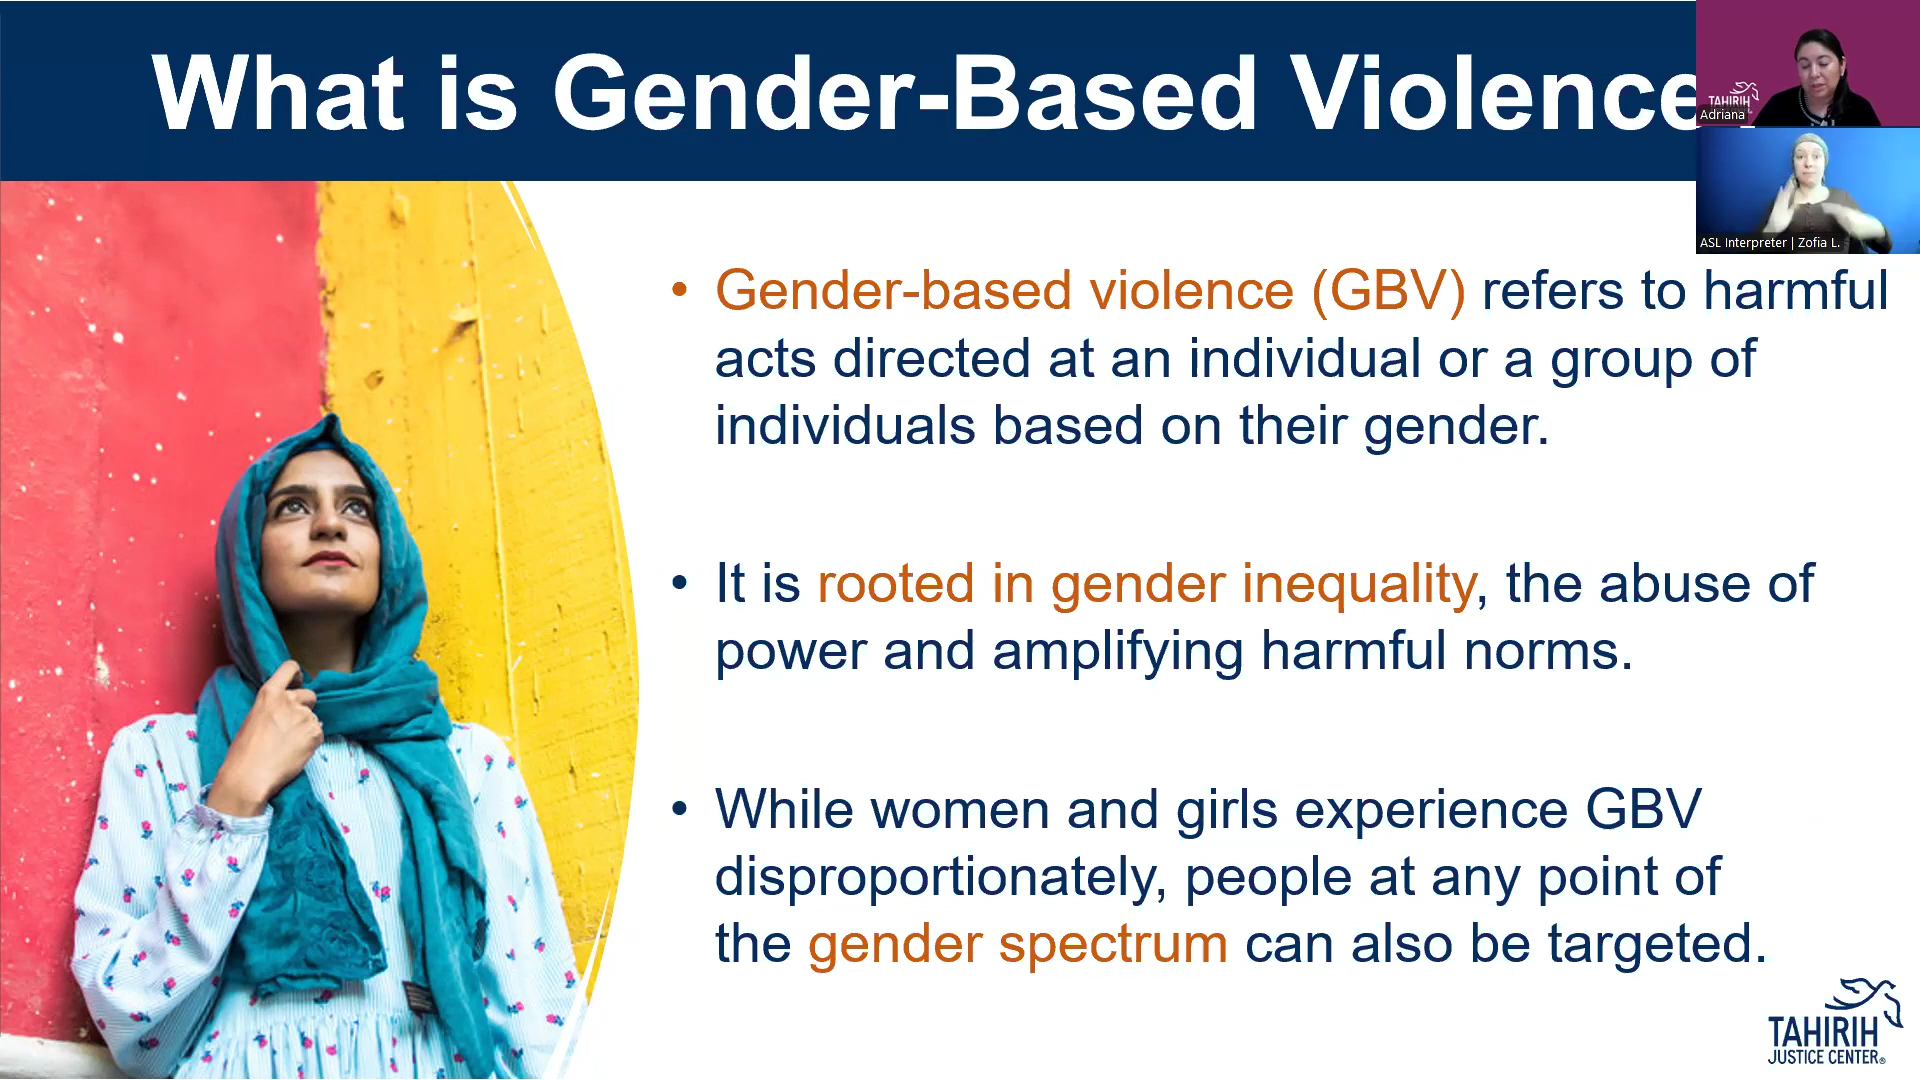 What is Gender-Based Violence
TAHIRIH
Adriana
ASL Interpreter | Zofia L.
• Gender-based violence (GBV) refers to harmful
acts directed at an individual or a group of
individuals based on their gender.
• It is rooted in gender inequality, the abuse of
power and amplifying harmful norms.
• While women and girls experience GBV
disproportionately, people at any point of
the gender spectrum can also be targeted.
TAHIRIH
JUSTICE CENTER®